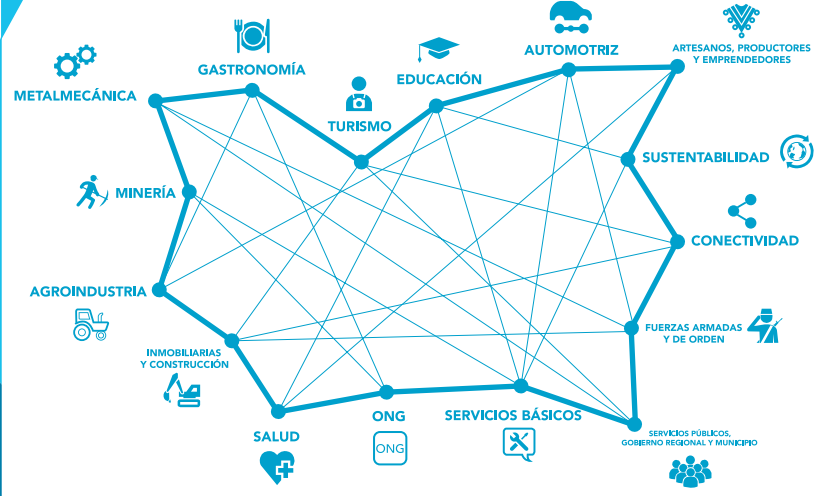 ARTESANOS, PRODUCTORES
Y EMPRENDEDORES
AUTOMOTRIZ
GASTRONOMÍA
EDUCACIÓN
METALMECÁNICA
TURISMO
SUSTENTABILIDAD
MINERÍA
CONECTIVIDAD
AGROINDUSTRIA
FUERZAS ARMADAS
Y DE ORDEN
INMOBILIARIAS
Y CONSTRUCCIÓN
ONG
SERVICIOS BÁSICOS
SALUD
SERVICIOS PÚBLICOS,
GOBIERNO REGIONAL Y MUNICIPIO
ONG